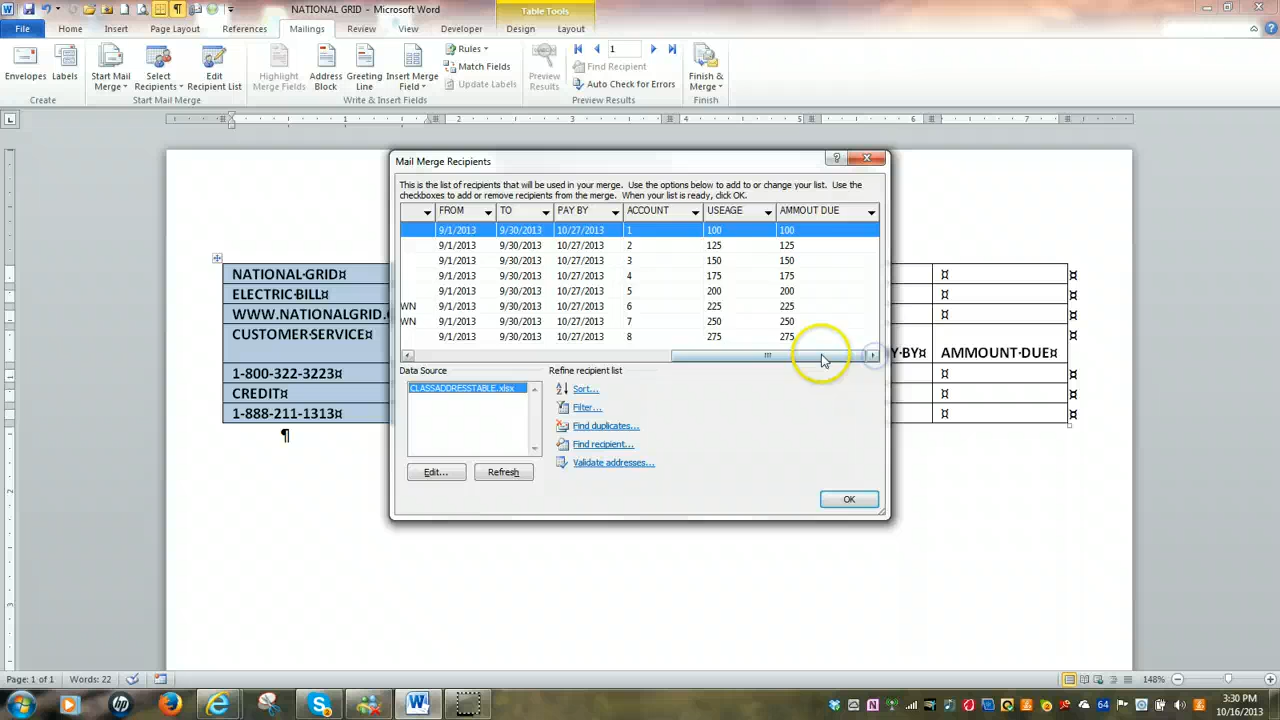 NATIONAL GRID - Microsoft Word
Table Tools
File Home Insert Page Layout References Mailings Review View Developer Design Layout
Envelopes
Labels
Create
Start Mail Merge
Select Recipients
Edit Recipient List
Start Mail Merge
Highlight Merge Fields
Address Block
Greeting Line
Insert Merge Field
Rules
Match Fields
Update Labels
Write & Insert Fields
Preview Results
1
Find Recipient
Auto Check for Errors
Preview Results
Finish & Merge
Finish
1 2 3 4 5 6 7
Mail Merge Recipients
This is the list of recipients that will be used in your merge. Use the options below to add to or change your list. Use the
checkboxes to add or remove recipients from the merge. When your list is ready, click OK.
FROM TO PAY BY ACCOUNT USEAGE AMMOUT DUE
9/1/2013 9/30/2013 10/27/2013 1 100 100
9/1/2013 9/30/2013 10/27/2013 2 125 125
9/1/2013 9/30/2013 10/27/2013 3 150 150
9/1/2013 9/30/2013 10/27/2013 4 175 175
9/1/2013 9/30/2013 10/27/2013 5 200 200
WN 9/1/2013 9/30/2013 10/27/2013 6 225 225
WN 9/1/2013 9/30/2013 10/27/2013 7 250 250
9/1/2013 9/30/2013 10/27/2013 8 275 275
Data Source
CLASSADDRESSTABLE.xlsx
Edit...
Refresh
Refine recipient list
Sort...
Filter...
Find duplicates...
Find recipient...
Validate addresses...
OK
NATIONAL·GRID¤ ¤ ¤
ELECTRIC·BILL¤ ¤ ¤
WWW.NATIONALGRID. ¤ ¤
CUSTOMER·SERVICE¤ ¤
Y·BY¤ AMMOUNT·DUE¤
1-800-322-3223¤ ¤ ¤
CREDIT¤ ¤ ¤
1-888-211-1313¤ ¤ ¤
¶
Page: 1 of 1 Words: 22
148%
3:30 PM
10/16/2013